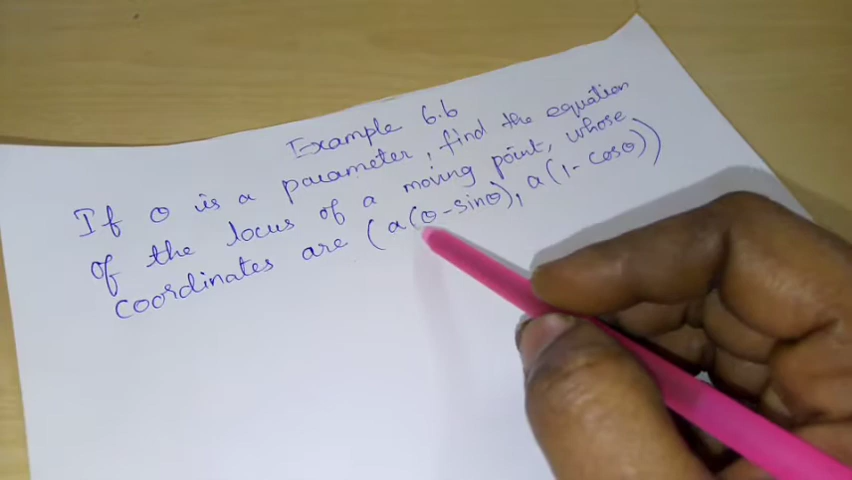 Example 6.6
If θ is a parameter, find the equation
of the locus of a moving point, whose
coordinates are (a(θ-sinθ), a(1-cosθ))